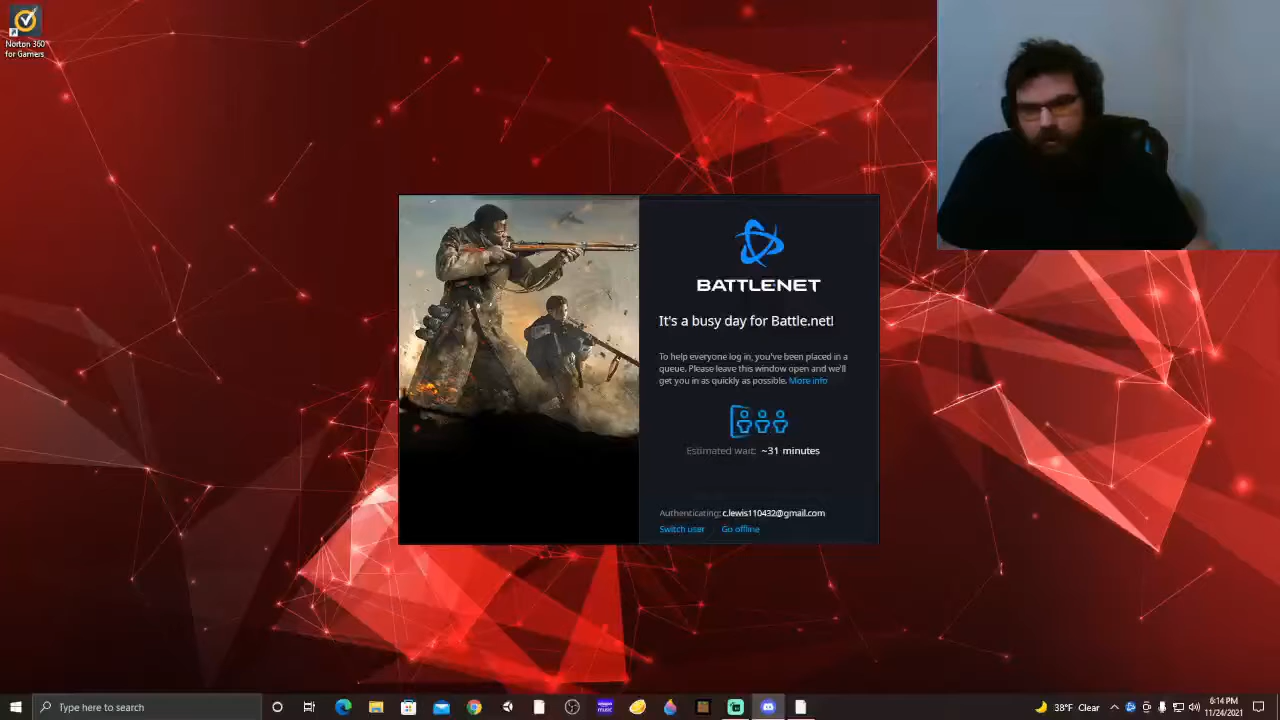 Norton 360
for Gamers
BATTLENET
It's a busy day for Battle.net!
To help everyone log in, you've been placed in a
queue. Please leave this window open and we'll
get you in as quickly as possible. More info
Estimated wait: ~31 minutes
Authenticating: c.lewis110432@gmail.com
Switch user Go offline
Type here to search
amazon music
38°F Clear
6:14 PM
11/24/2021